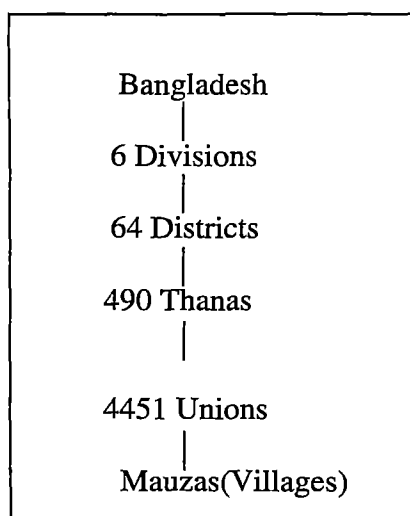 Bangladesh
6 Divisions
64 Districts
490 Thanas
4451 Unions
Mauzas(Villages)